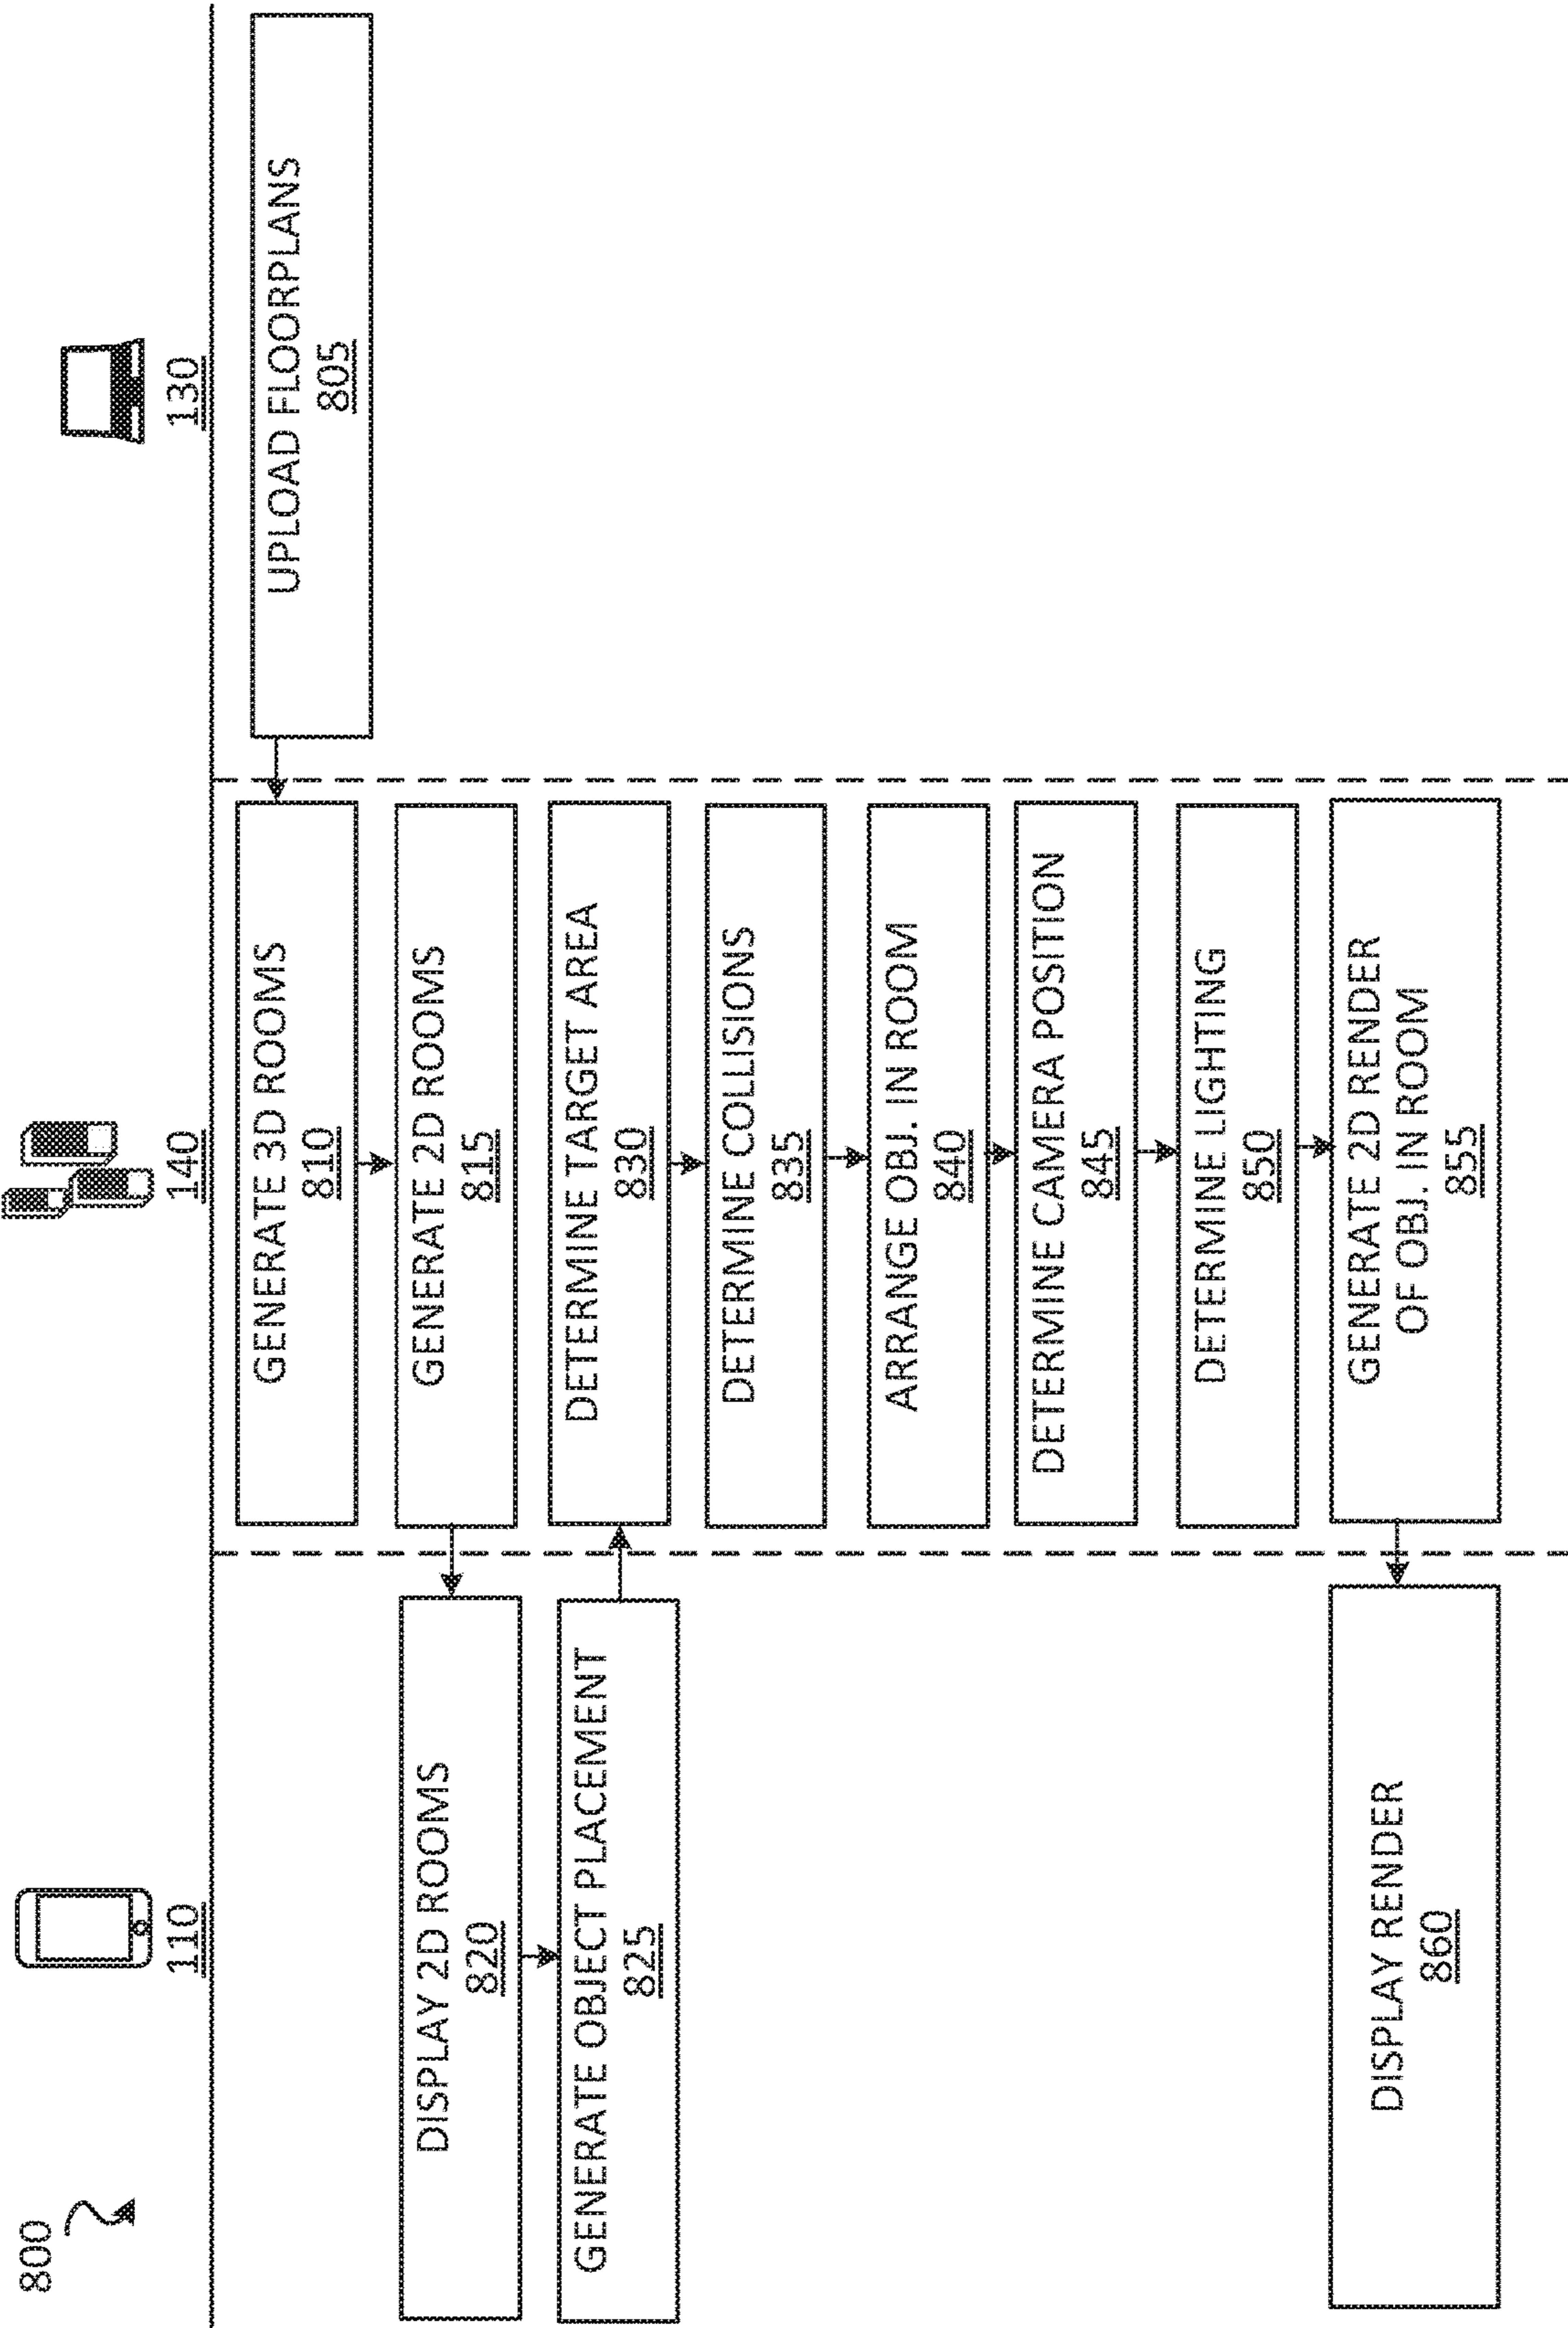 800
110
140
130
UPLOAD FLOORPLANS
805
GENERATE 3D ROOMS
810
GENERATE 2D ROOMS
815
DISPLAY 2D ROOMS
820
GENERATE OBJECT PLACEMENT
825
DETERMINE TARGET AREA
830
DETERMINE COLLISIONS
835
ARRANGE OBJ. IN ROOM
840
DETERMINE CAMERA POSITION
845
DETERMINE LIGHTING
850
GENERATE 2D RENDER
OF OBJ. IN ROOM
855
DISPLAY RENDER
860